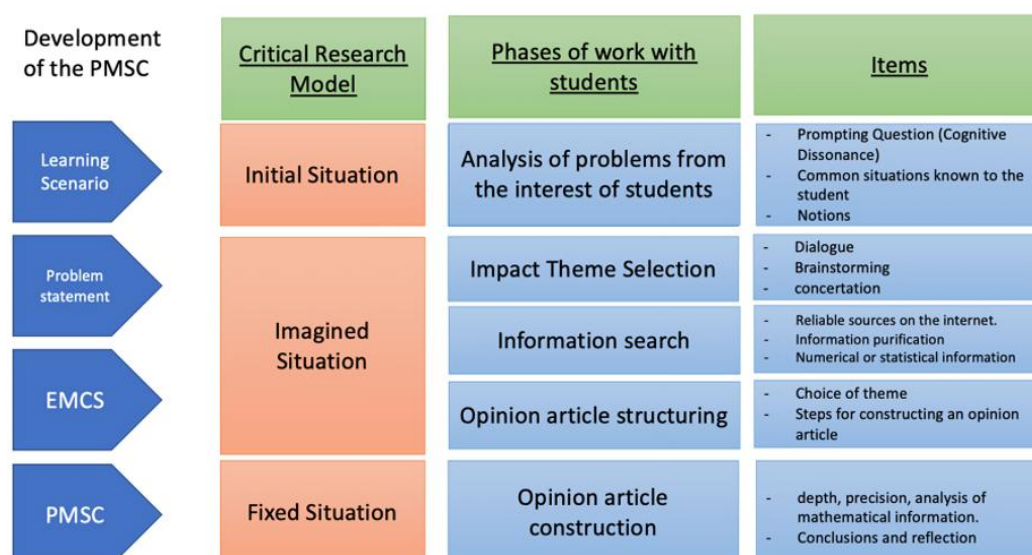 Development
of the PMSC
Critical Research
Model
Phases of work with
students
Items
Learning
Scenario
Initial Situation
Analysis of problems from
the interest of students
- Prompting Question (Cognitive
Dissonance)
- Common situations known to the
student
- Notions
Problem
statement
Imagined
Situation
Impact Theme Selection
- Dialogue
- Brainstorming
- concertation
Information search
- Reliable sources on the internet.
- Information purification
- Numerical or statistical information
EMCS
Opinion article structuring
- Choice of theme
- Steps for constructing an opinion
article
PMSC
Fixed Situation
Opinion article
construction
- depth, precision, analysis of
mathematical information.
- Conclusions and reflection